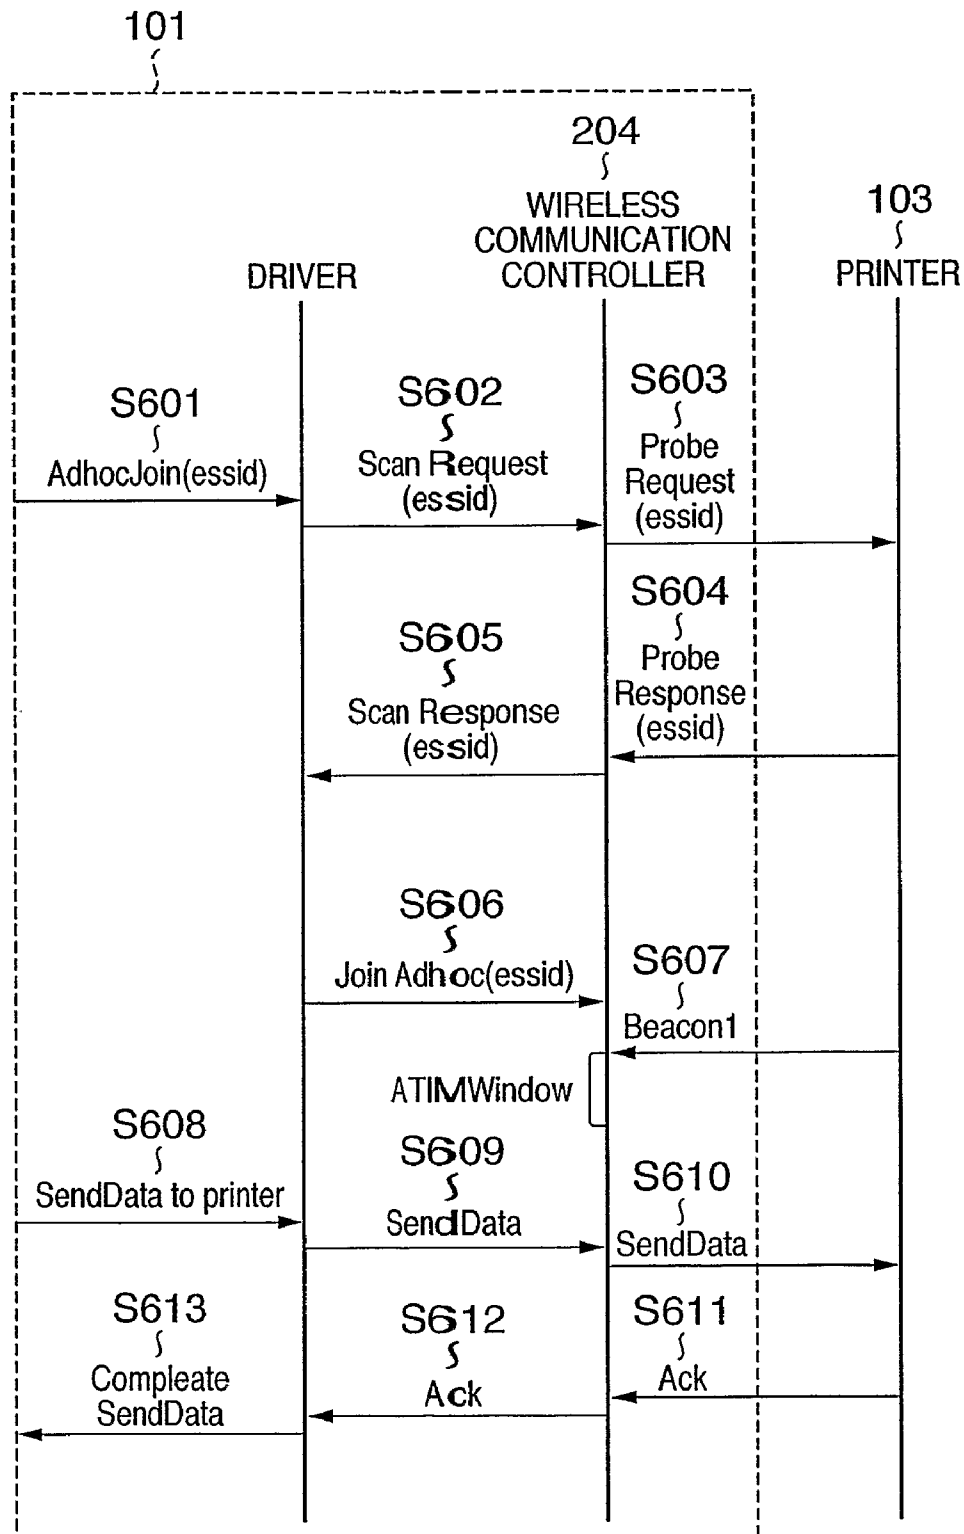 101
204
WIRELESS
COMMUNICATION
CONTROLLER
103
PRINTER
DRIVER
S601
AdhocJoin(essid)
S602
Scan Request
(essid)
S603
Probe
Request
(essid)
S604
Probe
Response
(essid)
S605
Scan Response
(essid)
S606
Join Adhoc(essid)
S607
Beacon1
ATIMWindow
S608
SendData to printer
S609
SendData
S610
SendData
S611
Ack
S612
Ack
S613
Compleate
SendData